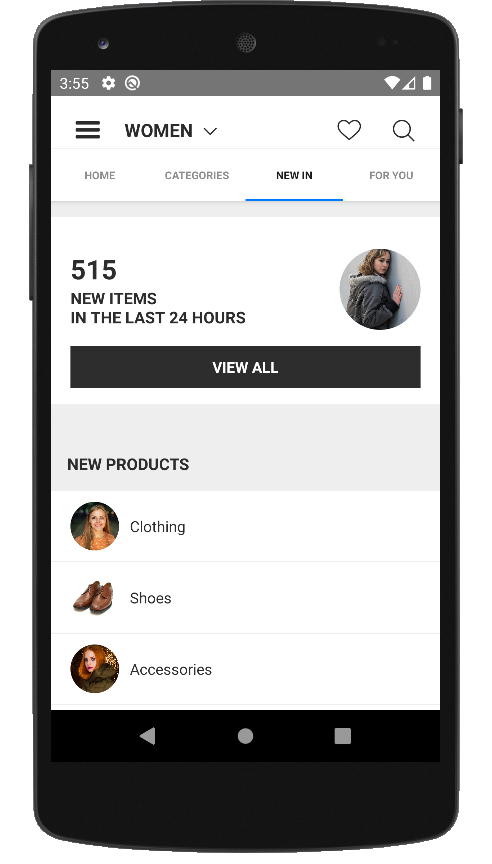 3:55
WOMEN
HOME CATEGORIES NEW IN FOR YOU
515
NEW ITEMS
IN THE LAST 24 HOURS
VIEW ALL
NEW PRODUCTS
Clothing
Shoes
Accessories